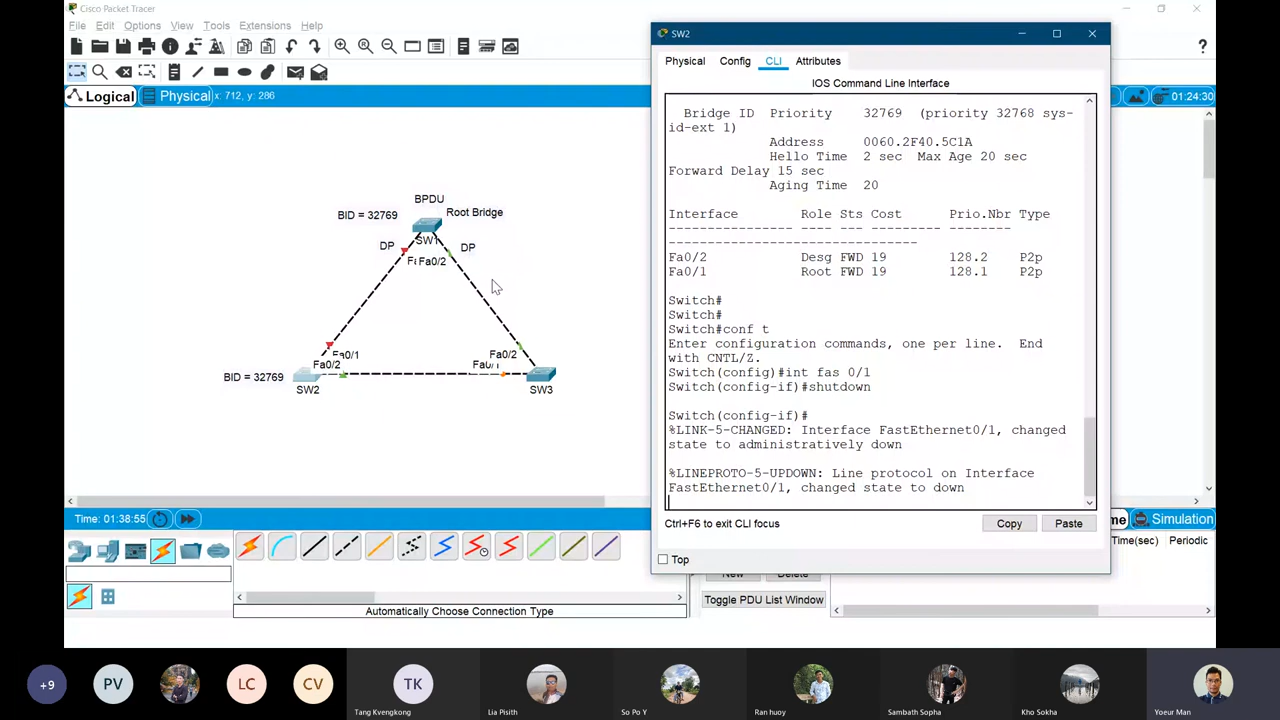 Cisco Packet Tracer
File Edit Options View Tools Extensions
?
Logical
Physical
x: 712, y: 286
01:24:30
BPDU
BID = 32769
Root Bridge
SW1
DP
DP
Fa0/2
Fa0/1
Fa0/2
Fa0/2
BID = 32769
SW2
SW3
SW2
Physical Config CLI Attributes
IOS Command Line Interface
Bridge ID Priority 32769 (priority 32768 sys-
id-ext 1)
Address 0060.2F40.5C1A
Hello Time 2 sec Max Age 20 sec
Forward Delay 15 sec
Aging Time 20
Interface Role Sts Cost Prio.Nbr Type
---------------- ---- --- --------- -------- 
--------------------------------
Fa0/2 Desg FWD 19 128.2 P2p
Fa0/1 Root FWD 19 128.1 P2p
Switch#
Switch#
Switch#conf t
Enter configuration commands, one per line. End
with CNTL/Z.
Switch(config)#int fas 0/1
Switch(config-if)#shutdown
Switch(config-if)#
%LINK-5-CHANGED: Interface FastEthernet0/1, changed
state to administratively down
%LINEPROTO-5-UPDOWN: Line protocol on Interface
FastEthernet0/1, changed state to down
Ctrl+F6 to exit CLI focus
Copy
Paste
Top
Time: 01:38:55
Simulation
Time(sec) Periodic
New Delete
Toggle PDU List Window
Automatically Choose Connection Type
+9
PV
LC
CV
TK
Tang Kvengkong
Lia Pisith
So Po Y
Ran huoy
Sambath Sopha
Kho Sokha
Yoeur Man